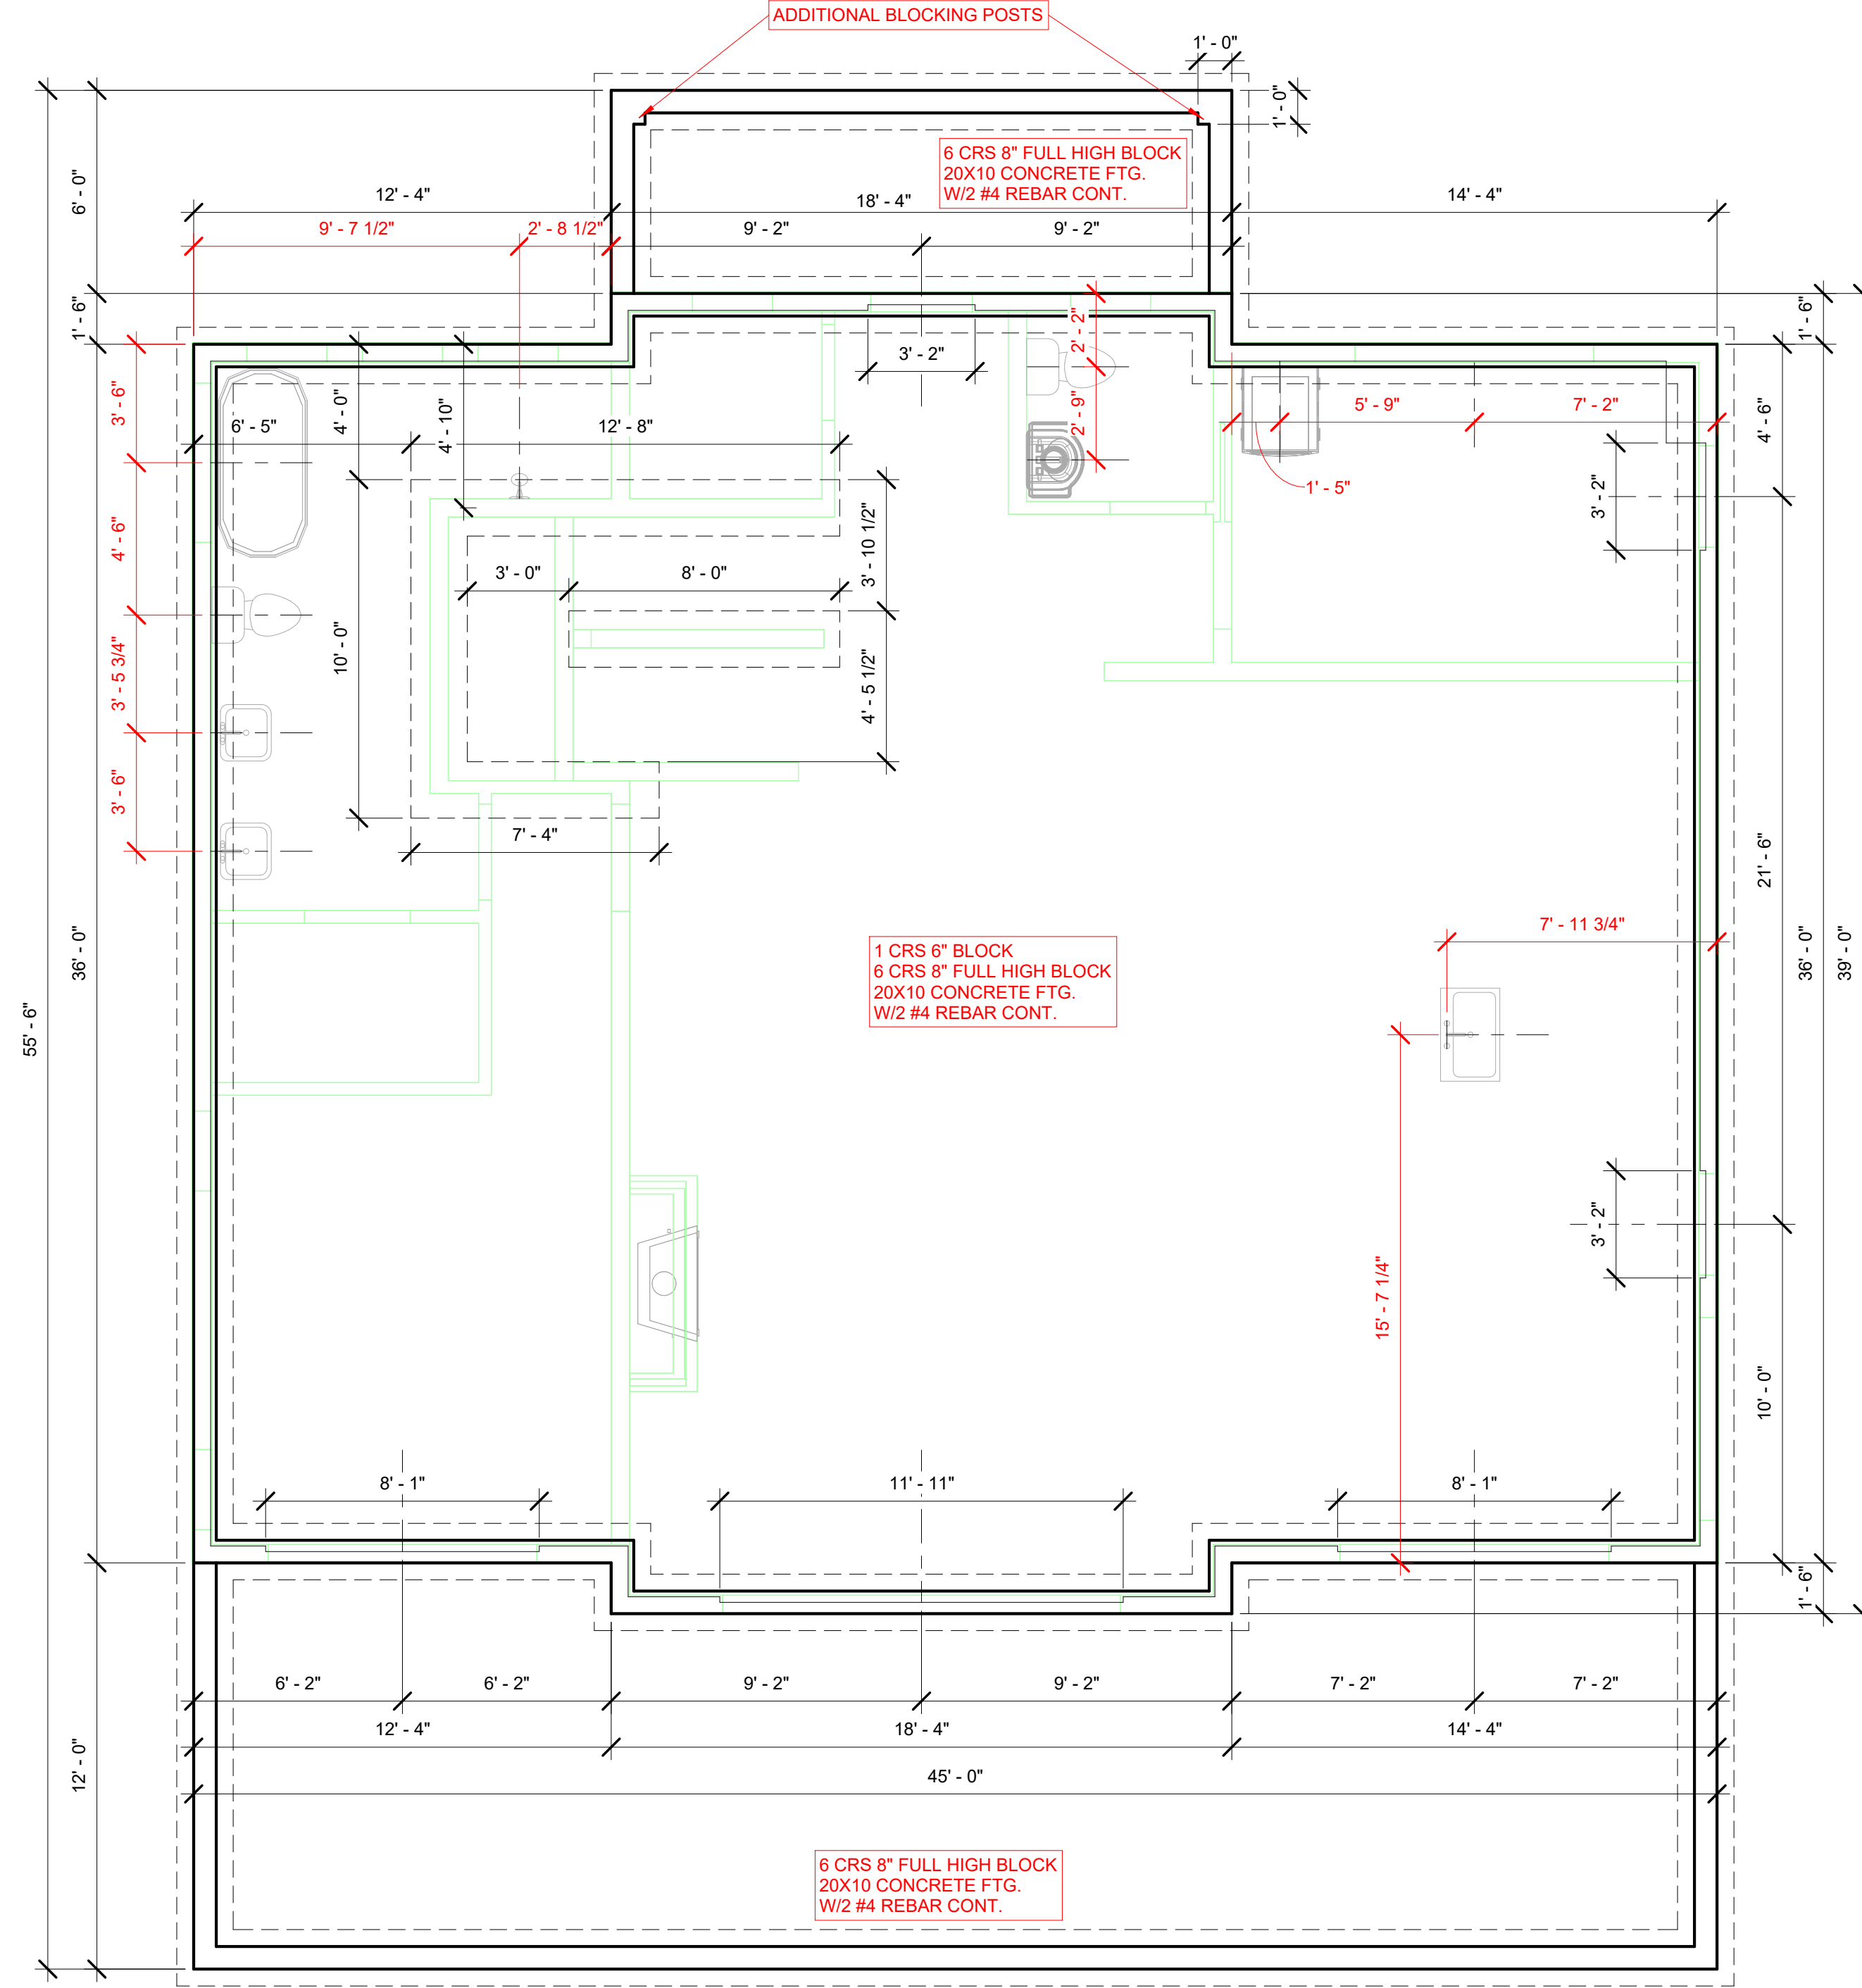 ADDITIONAL BLOCKING POSTS
1' - 0"
1' - 0"
6 CRS 8" FULL HIGH BLOCK
20X10 CONCRETE FTG.
W/2 #4 REBAR CONT.
6' - 0"
12' - 4"
18' - 4"
14' - 4"
9' - 7 1/2"
2' - 8 1/2"
9' - 2"
9' - 2"
1' - 6"
1' - 6"
2' - 2"
3' - 2"
3' - 6"
4' - 0"
4' - 10"
6' - 5"
12' - 8"
2' - 9"
5' - 9"
7' - 2"
4' - 6"
1' - 5"
3' - 2"
4' - 6"
3' - 10 1/2"
3' - 0"
8' - 0"
10' - 0"
3' - 5 3/4"
4' - 5 1/2"
3' - 6"
7' - 4"
21' - 6"
7' - 11 3/4"
36' - 0"
36' - 0"
39' - 0"
1 CRS 6" BLOCK
6 CRS 8" FULL HIGH BLOCK
20X10 CONCRETE FTG.
W/2 #4 REBAR CONT.
55' - 6"
3' - 2"
15' - 7 1/4"
10' - 0"
8' - 1"
11' - 11"
8' - 1"
1' - 6"
6' - 2"
6' - 2"
9' - 2"
9' - 2"
7' - 2"
7' - 2"
12' - 4"
18' - 4"
14' - 4"
12' - 0"
45' - 0"
6 CRS 8" FULL HIGH BLOCK
20X10 CONCRETE FTG.
W/2 #4 REBAR CONT.